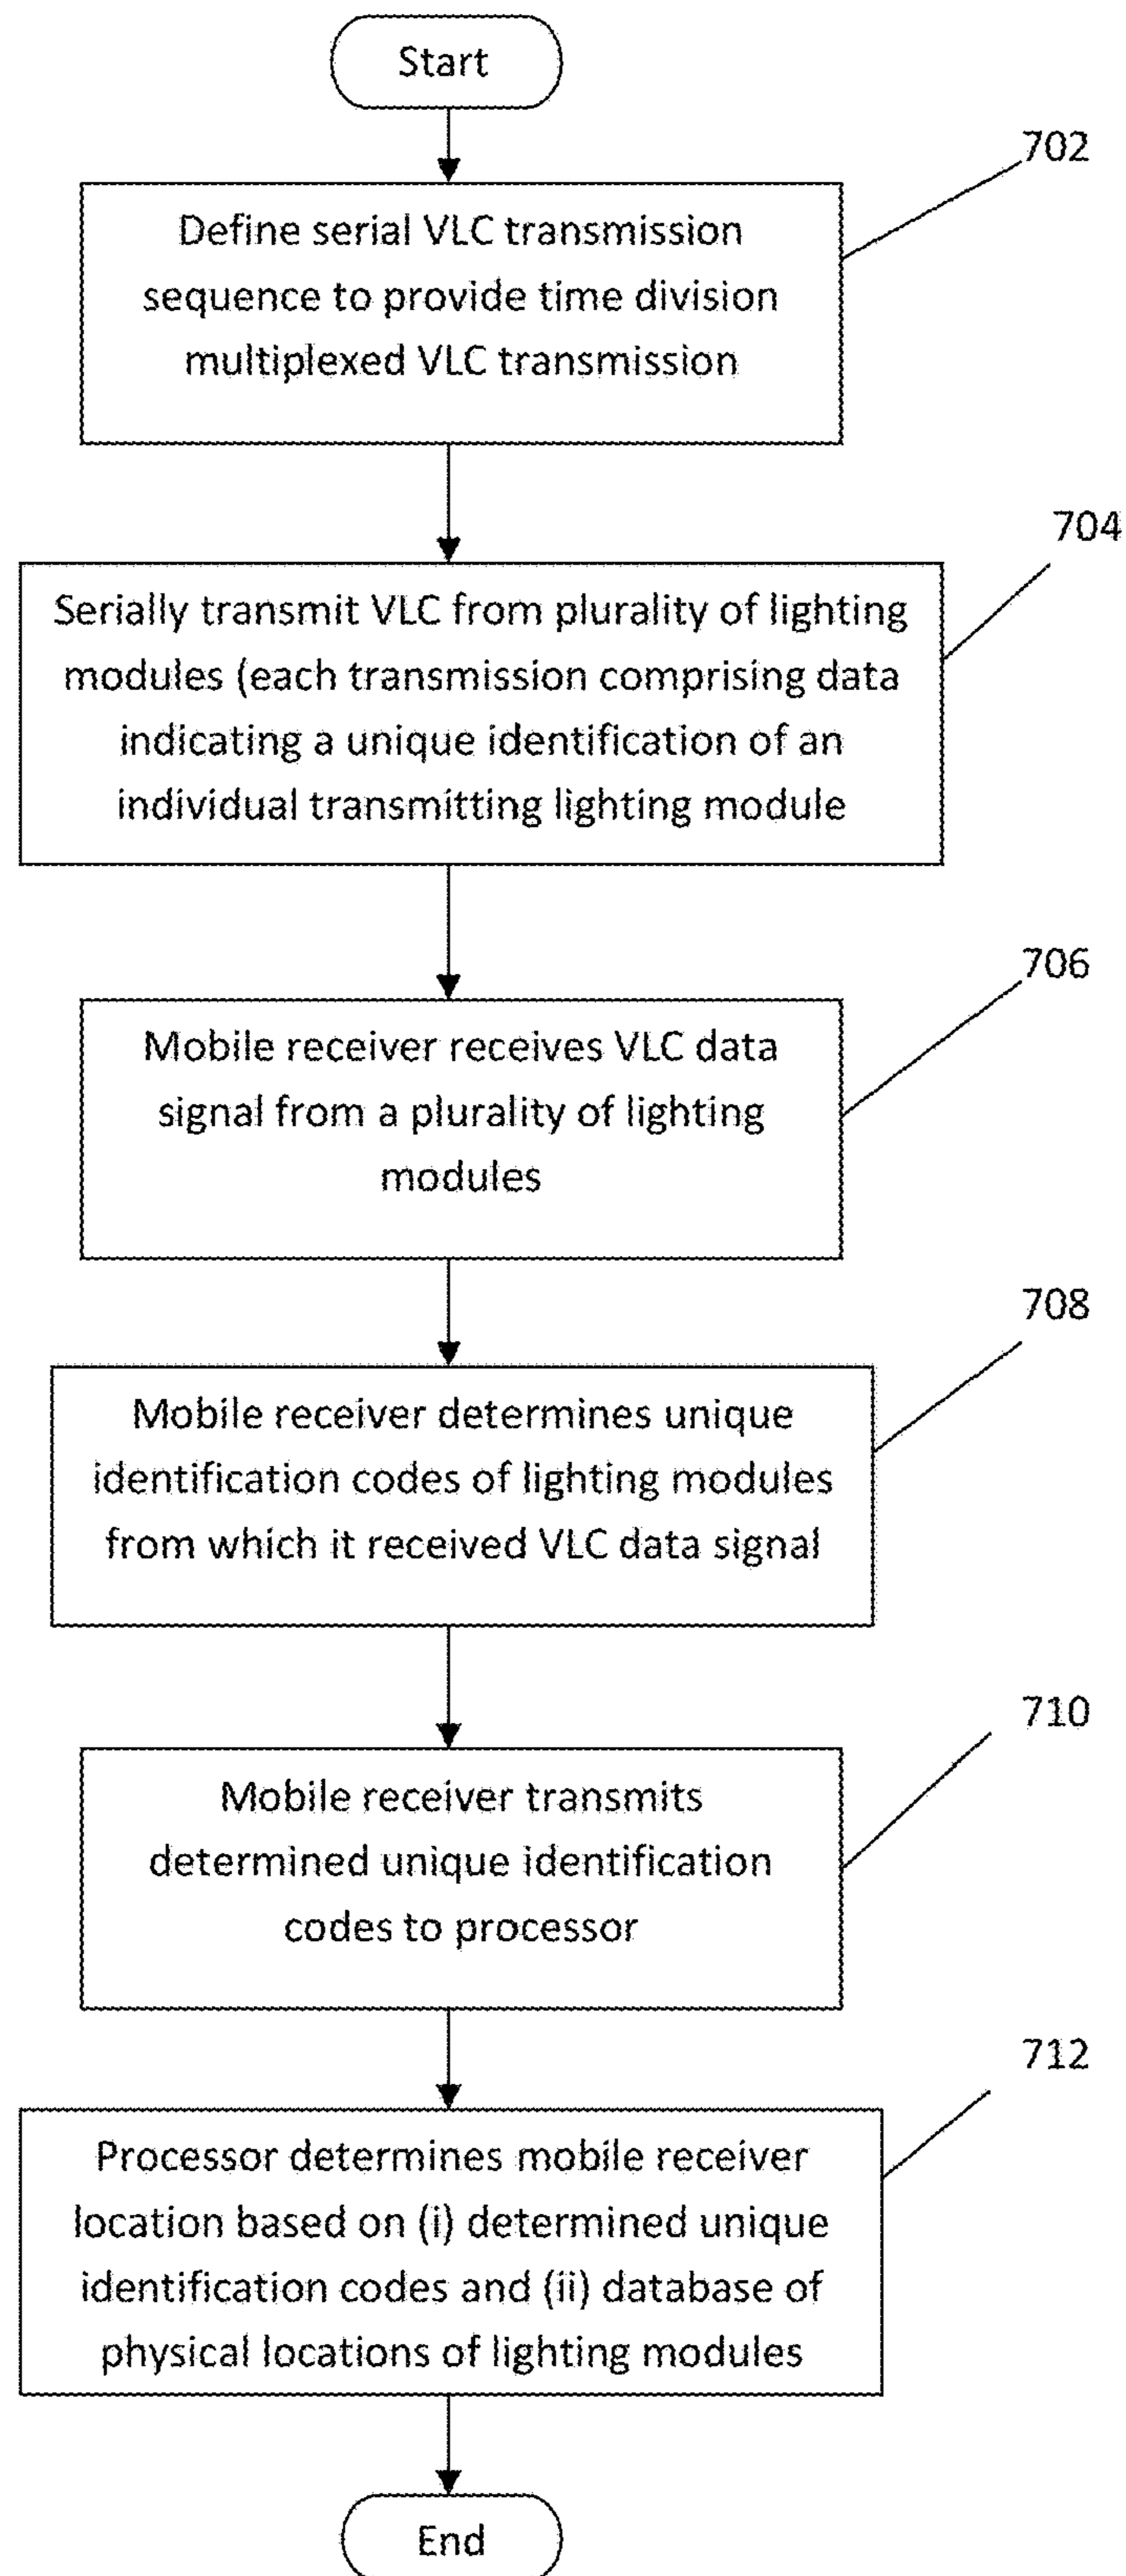 Start
702
Define serial VLC transmission
sequence to provide time division
multiplexed VLC transmission
704
Serially transmit VLC from plurality of lighting
modules (each transmission comprising data
indicating a unique identification of an
individual transmitting lighting module
706
Mobile receiver receives VLC data
signal from a plurality of lighting
modules
708
Mobile receiver determines unique
identification codes of lighting modules
from which it received VLC data signal
710
Mobile receiver transmits
determined unique identification
codes to processor
712
Processor determines mobile receiver
location based on (i) determined unique
identification codes and (ii) database of
physical locations of lighting modules
End